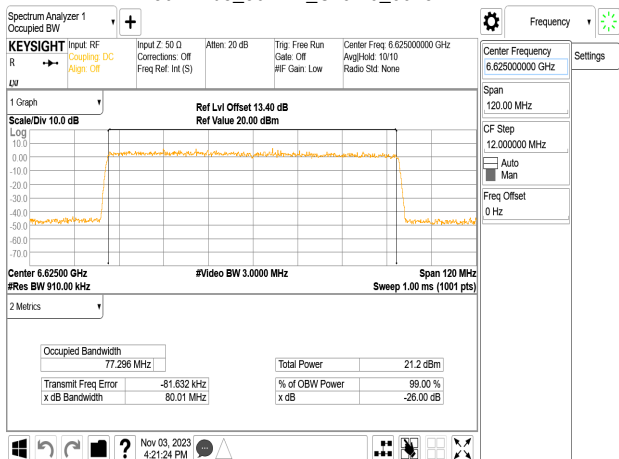 Spectrum Analyzer 1
Occupied BW
Frequency
KEYSIGHT
R
LXI
Input: RF
Coupling: DC
Align: Off
Input Z: 50 Ω
Corrections: Off
Freq Ref: Int (S)
Atten: 20 dB
Trig: Free Run
Gate: Off
#IF Gain: Low
Center Freq: 6.625000000 GHz
Avg|Hold: 10/10
Radio Std: None
Center Frequency
6.625000000 GHz
Settings
Span
120.00 MHz
CF Step
12.000000 MHz
Auto
Man
Freq Offset
0 Hz
1 Graph
Scale/Div 10.0 dB
Ref Lvl Offset 13.40 dB
Ref Value 20.00 dBm
Log
10.0
0.00
-10.0
-20.0
-30.0
-40.0
-50.0
-60.0
-70.0
Center 6.62500 GHz
#Res BW 910.00 kHz
#Video BW 3.0000 MHz
Span 120 MHz
Sweep 1.00 ms (1001 pts)
2 Metrics
Occupied Bandwidth
77.296 MHz
Total Power 21.2 dBm
Transmit Freq Error -81.632 kHz
% of OBW Power 99.00 %
x dB Bandwidth 80.01 MHz
x dB -26.00 dB
?
Nov 03, 2023
4:21:24 PM